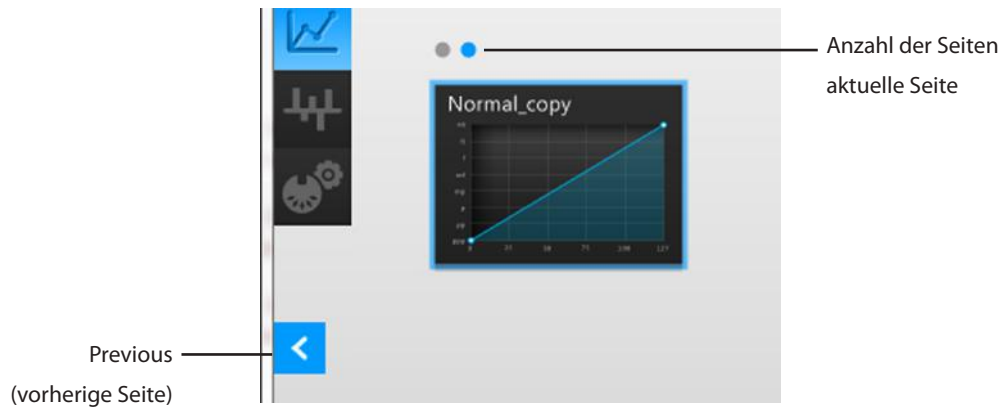 Anzahl der Seiten
aktuelle Seite
Normal_copy
Previous
(vorherige Seite)